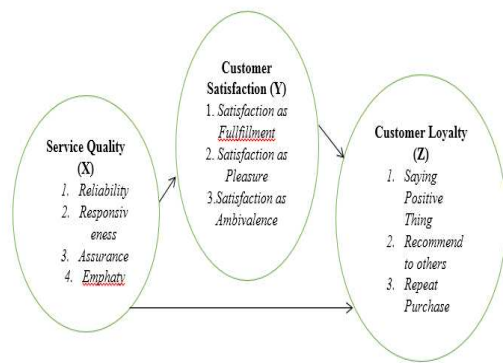 Service Quality
(X)
1. Reliability
2. Responsiv
eness
3. Assurance
4. Emphaty
Customer
Satisfaction (Y)
1. Satisfaction as
Fullfillment
2. Satisfaction as
Pleasure
3.Satisfaction as
Ambivalence
Customer Loyalty
(Z)
1. Saying
Positive
Thing
2. Recommend
to others
3. Repeat
Purchase